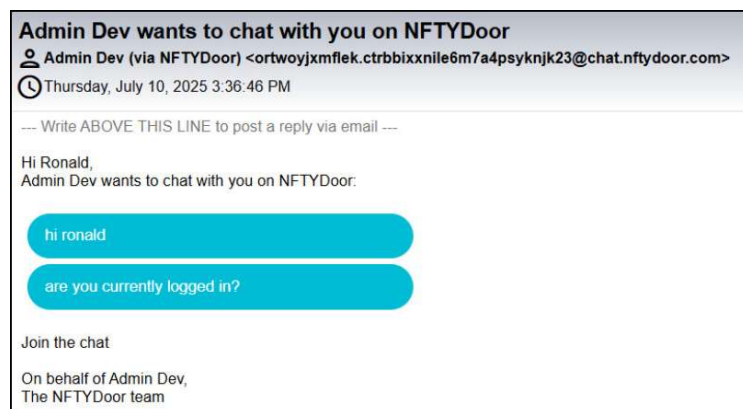 Admin Dev wants to chat with you on NFTYDoor
Admin Dev (via NFTYDoor) <ortwoyjxmflek.ctrbbixxnile6m7a4psyknjk23@chat.nftydoor.com>
Thursday, July 10, 2025 3:36:46 PM
--- Write ABOVE THIS LINE to post a reply via email ---
Hi Ronald,
Admin Dev wants to chat with you on NFTYDoor:
hi ronald
are you currently logged in?
Join the chat
On behalf of Admin Dev,
The NFTYDoor team